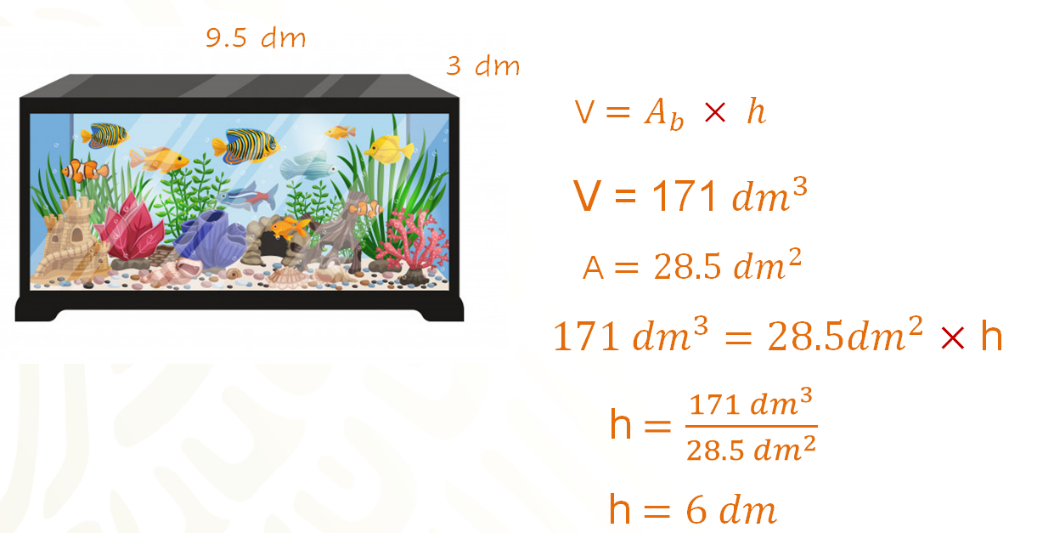 9.5 dm
3 dm
V = A_b × h
V = 171 dm³
A = 28.5 dm²
171 dm³ = 28.5dm² × h
h = 171 dm³ / 28.5 dm²
h = 6 dm